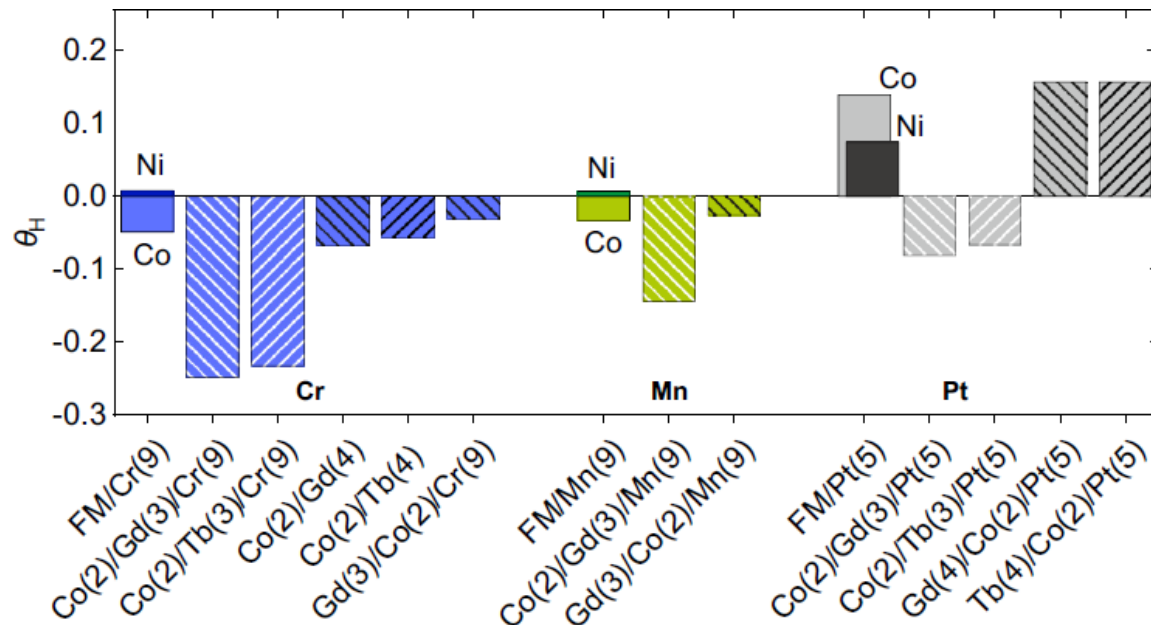 0.2
0.1
0.0
-0.1
-0.2
-0.3
θH
Ni
Co
Ni
Co
Co
Ni
Cr
Mn
Pt
FM/Cr(9)
Co(2)/Gd(3)/Cr(9)
Co(2)/Tb(3)/Cr(9)
Co(2)/Gd(4)
Co(2)/Tb(4)
Gd(3)/Co(2)/Cr(9)
FM/Mn(9)
Co(2)/Gd(3)/Mn(9)
Gd(3)/Co(2)/Mn(9)
FM/Pt(5)
Co(2)/Gd(3)/Pt(5)
Co(2)/Tb(3)/Pt(5)
Gd(4)/Co(2)/Pt(5)
Tb(4)/Co(2)/Pt(5)